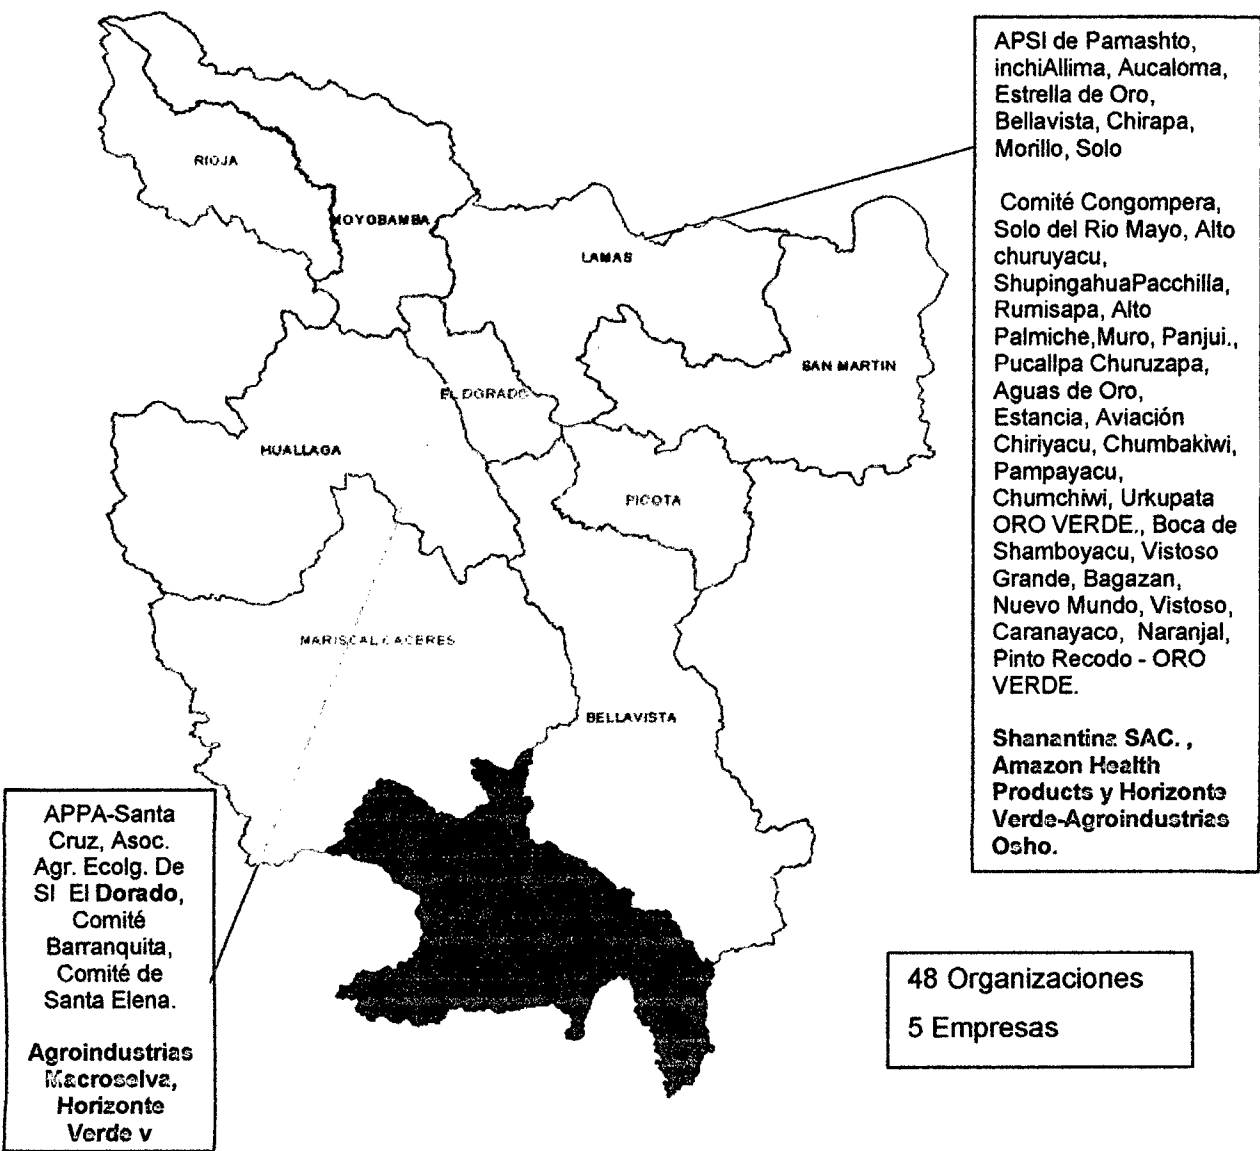 APSI de Pamashto,
inchiAllima, Aucaloma,
Estrella de Oro,
Bellavista, Chirapa,
Morillo, Solo
Comité Congompera,
Solo del Rio Mayo, Alto
churuyacu,
ShupingahuaPacchilla,
Rumisapa, Alto
Palmiche,Muro, Panjui.,
Pucallpa Churuzapa,
Aguas de Oro,
Estancia, Aviación
Chiriyacu, Chumbakiwi,
Pampayacu,
Chumchiwi, Urkupata
ORO VERDE., Boca de
Shamboyacu, Vistoso
Grande, Bagazan,
Nuevo Mundo, Vistoso,
Caranayaco, Naranjal,
Pinto Recodo - ORO
VERDE.
Shanantina SAC. ,
Amazon Health
Products y Horizonte
Verde-Agroindustrias
Osho.
RIOJA
MOYOBAMBA
LAMAS
SAN MARTIN
EL DORADO
HUALLAGA
PICOTA
MARISCAL CACERES
BELLAVISTA
APPA-Santa
Cruz, Asoc.
Agr. Ecolg. De
SI El Dorado,
Comité
Barranquita,
Comité de
Santa Elena.
Agroindustrias
Macroselva,
Horizonte
Verde v
48 Organizaciones
5 Empresas